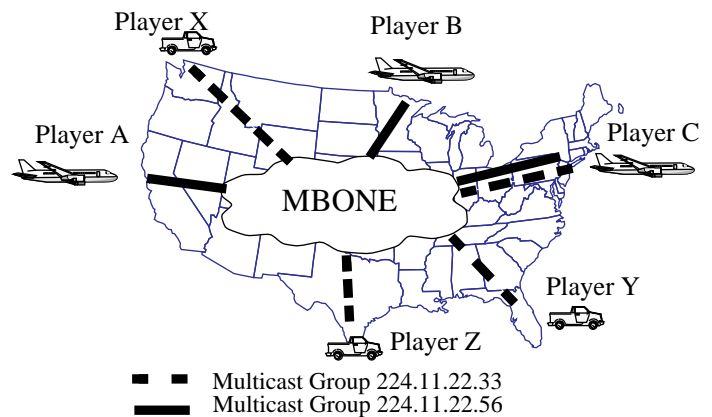 Player X
Player B
Player A
Player C
MBONE
Player Y
Player Z
Multicast Group 224.11.22.33
Multicast Group 224.11.22.56